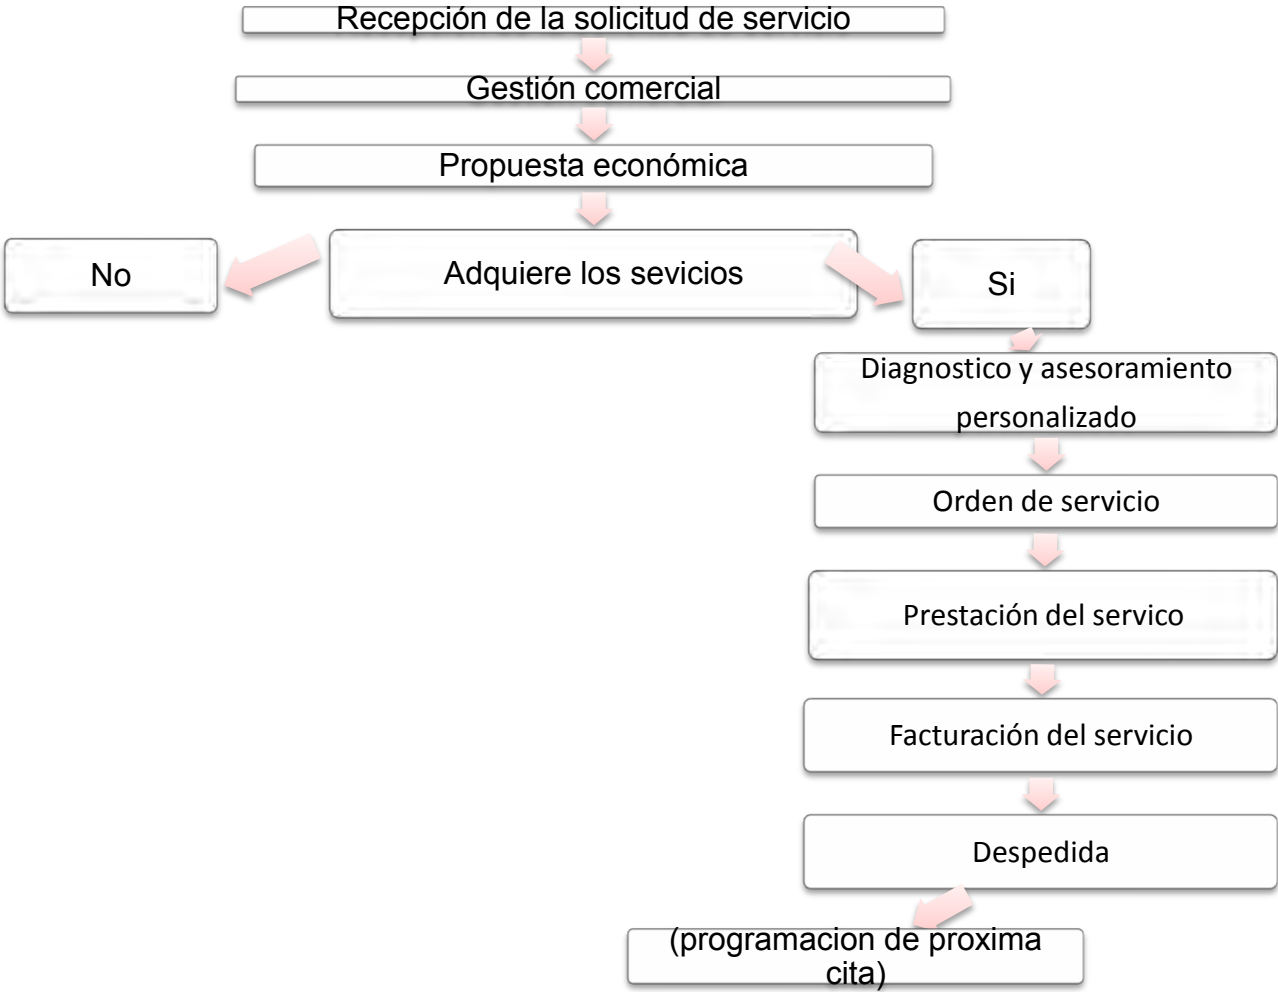 Recepción de la solicitud de servicio
Gestión comercial
Propuesta económica
No
Adquiere los sevicios
Si
Diagnostico y asesoramiento
personalizado
Orden de servicio
Prestación del servico
Facturación del servicio
Despedida
(programacion de proxima
cita)